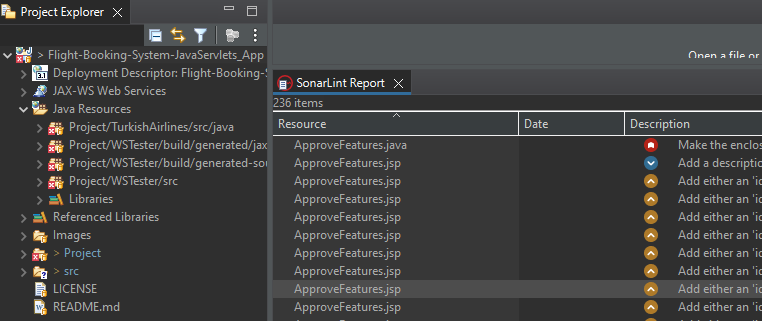 Project Explorer
> Flight-Booking-System-JavaServlets_App
Deployment Descriptor: Flight-Booking-S
JAX-WS Web Services
Java Resources
Project/TurkishAirlines/src/java
Project/WSTester/build/generated/jax
Project/WSTester/build/generated-sou
Project/WSTester/src
Libraries
Referenced Libraries
Images
> Project
> src
LICENSE
README.md
Open a file or
SonarLint Report
236 items
Resource Date Description
ApproveFeatures.java Make the enclos
ApproveFeatures.jsp Add a descriptio
ApproveFeatures.jsp Add either an 'ic
ApproveFeatures.jsp Add either an 'ic
ApproveFeatures.jsp Add either an 'ic
ApproveFeatures.jsp Add either an 'ic
ApproveFeatures.jsp Add either an 'ic
ApproveFeatures.jsp Add either an 'ic
ApproveFeatures.jsp Add either an 'ic
ApproveFeatures.jsp Add either an 'ic